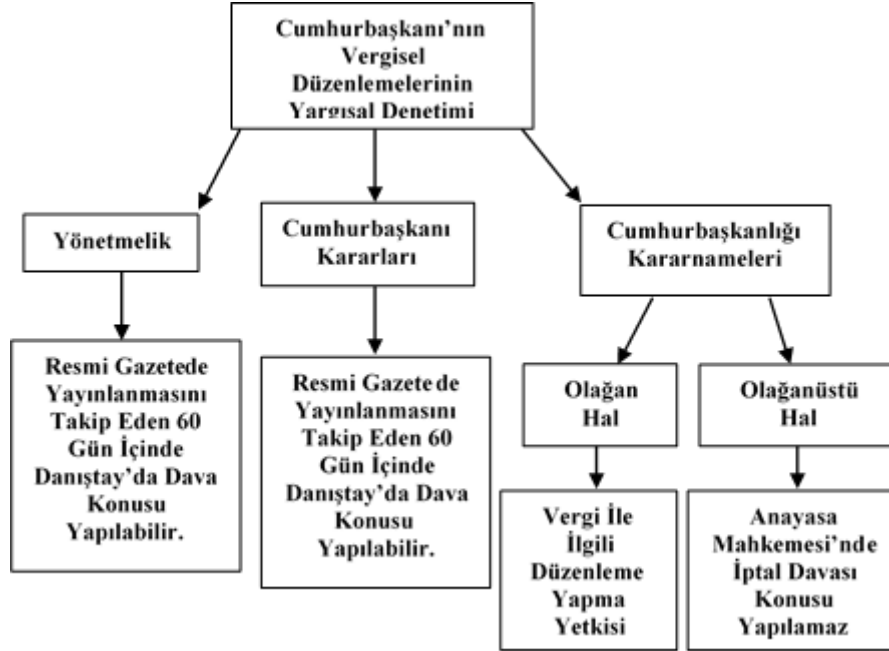 Cumhurbaşkanı’nın
Vergisel
Düzenlemelerinin
Yargısal Denetimi
Yönetmelik
Cumhurbaşkanı
Kararları
Cumhurbaşkanlığı
Kararnameleri
Resmi Gazetede
Yayınlanmasını
Takip Eden 60
Gün İçinde
Danıştay’da Dava
Konusu
Yapılabilir.
Resmi Gazetede
Yayınlanmasını
Takip Eden 60
Gün İçinde
Danıştay’da Dava
Konusu
Yapılabilir.
Olağan
Hal
Olağanüstü
Hal
Vergi İle
İlgili
Düzenleme
Yapma
Yetkisi
Anayasa
Mahkemesi’nde
İptal Davası
Konusu
Yapılamaz